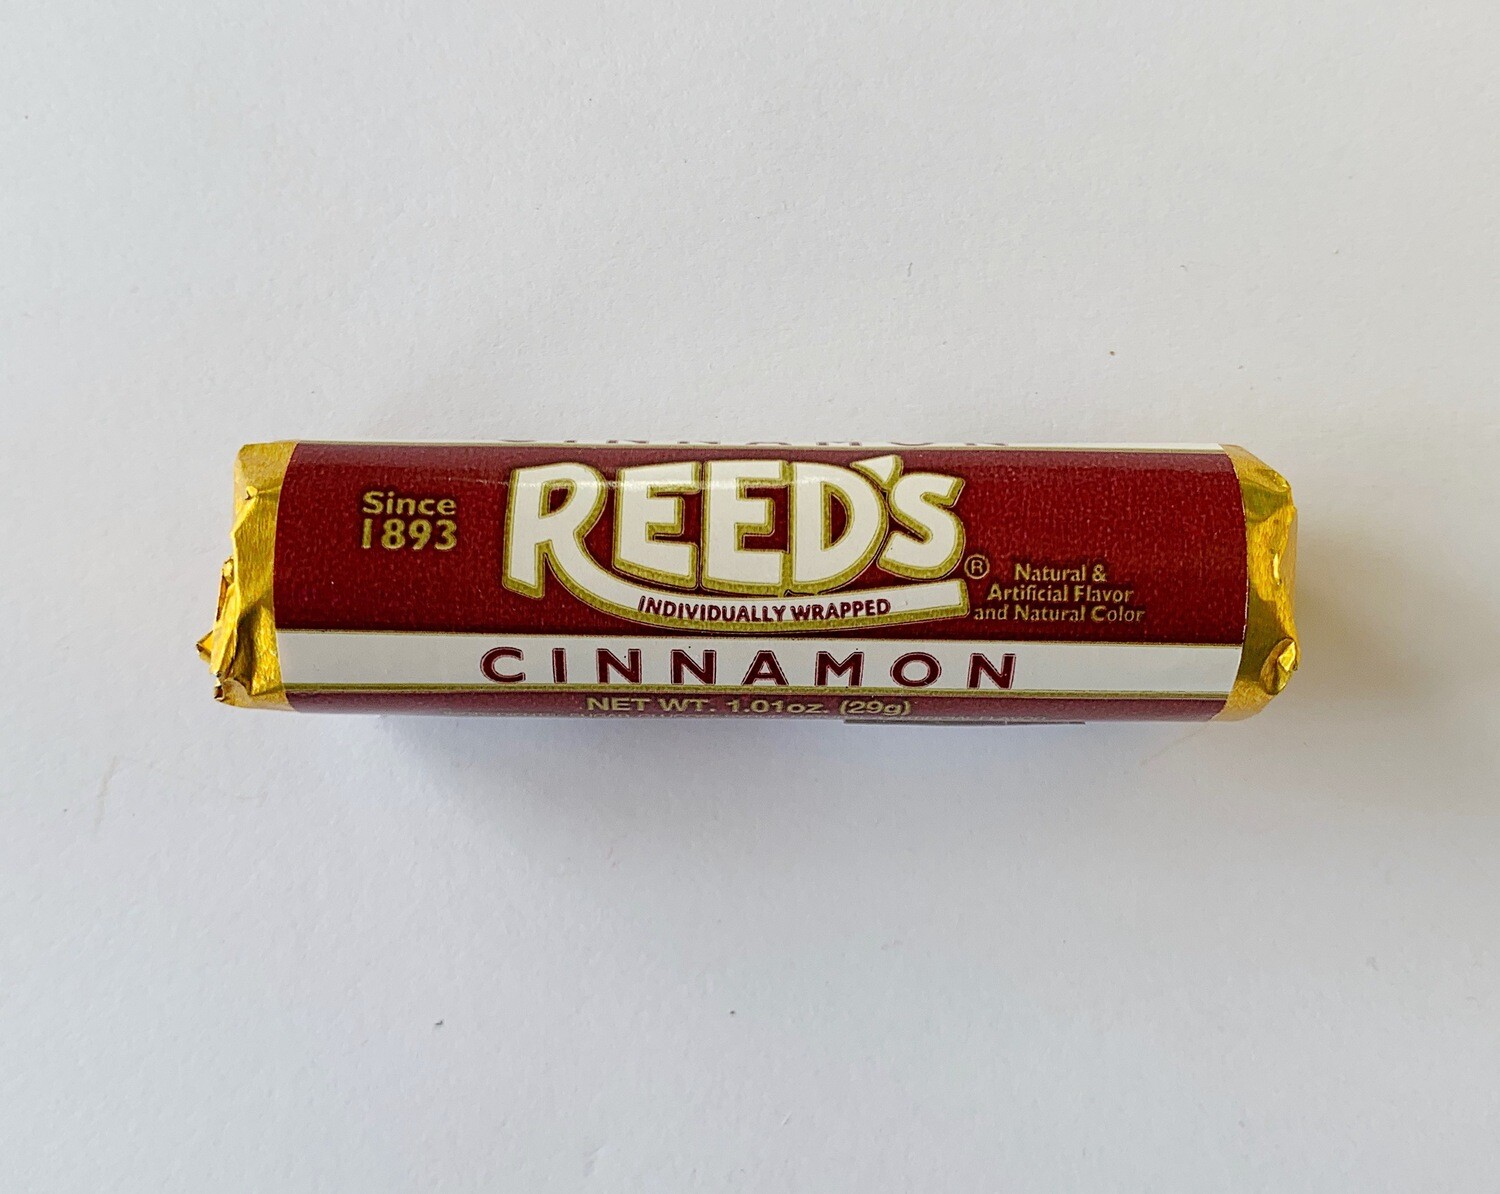 Since
1893
REED'S®
INDIVIDUALLY WRAPPED
Natural &
Artificial Flavor
and Natural Color
CINNAMON
NET WT. 1.01oz. (29g)